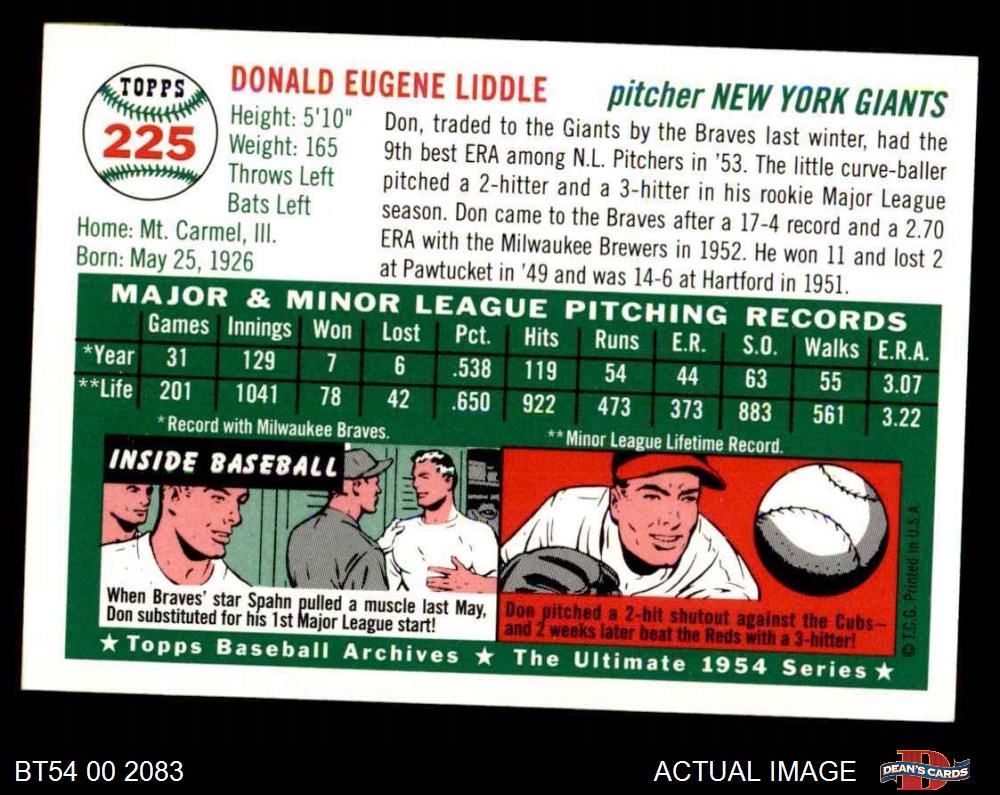 TOPPS
225
DONALD EUGENE LIDDLE
pitcher NEW YORK GIANTS
Height: 5'10"
Weight: 165
Throws Left
Bats Left
Home: Mt. Carmel, Ill.
Born: May 25, 1926
Don, traded to the Giants by the Braves last winter, had the
9th best ERA among N.L. Pitchers in '53. The little curve-baller
pitched a 2-hitter and a 3-hitter in his rookie Major League
season. Don came to the Braves after a 17-4 record and a 2.70
ERA with the Milwaukee Brewers in 1952. He won 11 and lost 2
at Pawtucket in '49 and was 14-6 at Hartford in 1951.
MAJOR & MINOR LEAGUE PITCHING RECORDS
Games Innings Won Lost Pct. Hits Runs E.R. S.O. Walks E.R.A.
*Year 31 129 7 6 .538 119 54 44 63 55 3.07
**Life 201 1041 78 42 .650 922 473 373 883 561 3.22
*Record with Milwaukee Braves. **Minor League Lifetime Record.
INSIDE BASEBALL
When Braves' star Spahn pulled a muscle last May,
Don substituted for his 1st Major League start!
Don pitched a 2-hit shutout against the Cubs—
and 2 weeks later beat the Reds with a 3-hitter!
© T.C.G. Printed in U.S.A.
★ Topps Baseball Archives ★ The Ultimate 1954 Series ★
BT54 00 2083
ACTUAL IMAGE
D
DEAN'S CARDS